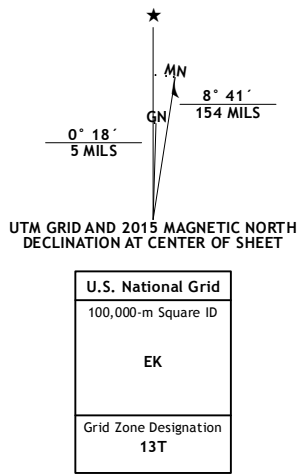 ★
MN
GN
8° 41´
154 MILS
0° 18´
5 MILS
UTM GRID AND 2015 MAGNETIC NORTH
DECLINATION AT CENTER OF SHEET
U.S. National Grid
100,000-m Square ID
EK
Grid Zone Designation
13T